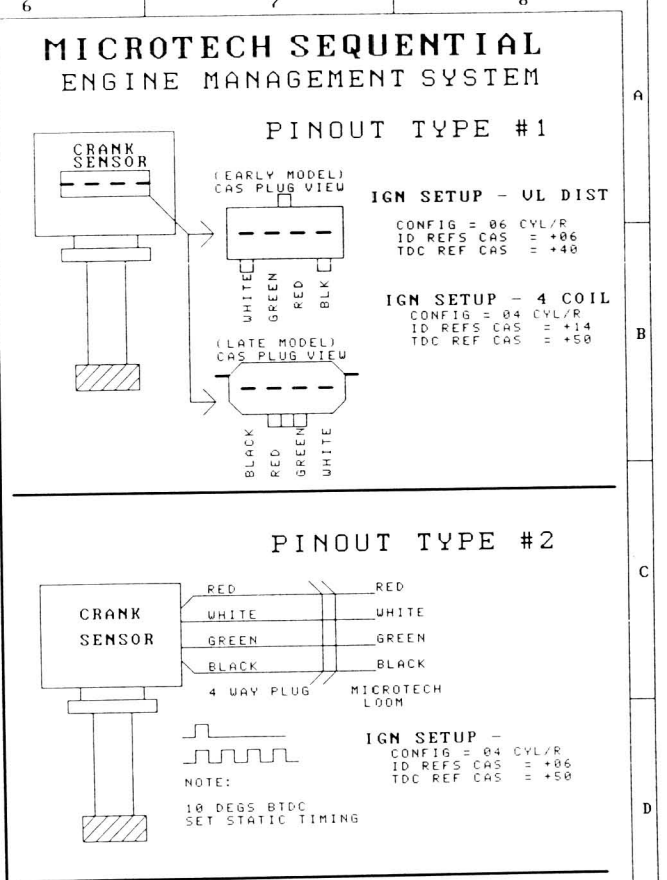 6 7 8
MICROTECH SEQUENTIAL
ENGINE MANAGEMENT SYSTEM
A
PINOUT TYPE #1
CRANK
SENSOR
(EARLY MODEL)
CAS PLUG VIEW
IGN SETUP - VL DIST
CONFIG = 06 CYL/R
ID REFS CAS = +06
TDC REF CAS = +40
WHITE
GREEN
RED
BLK
IGN SETUP - 4 COIL
CONFIG = 04 CYL/R
ID REFS CAS = +14
TDC REF CAS = +50
B
(LATE MODEL)
CAS PLUG VIEW
BLACK
RED
GREEN
WHITE
PINOUT TYPE #2
C
CRANK
SENSOR
RED RED
WHITE WHITE
GREEN GREEN
BLACK BLACK
4 WAY PLUG
MICROTECH
LOOM
IGN SETUP -
CONFIG = 04 CYL/R
ID REFS CAS = +06
TDC REF CAS = +50
NOTE:
10 DEGS BTDC
SET STATIC TIMING
D